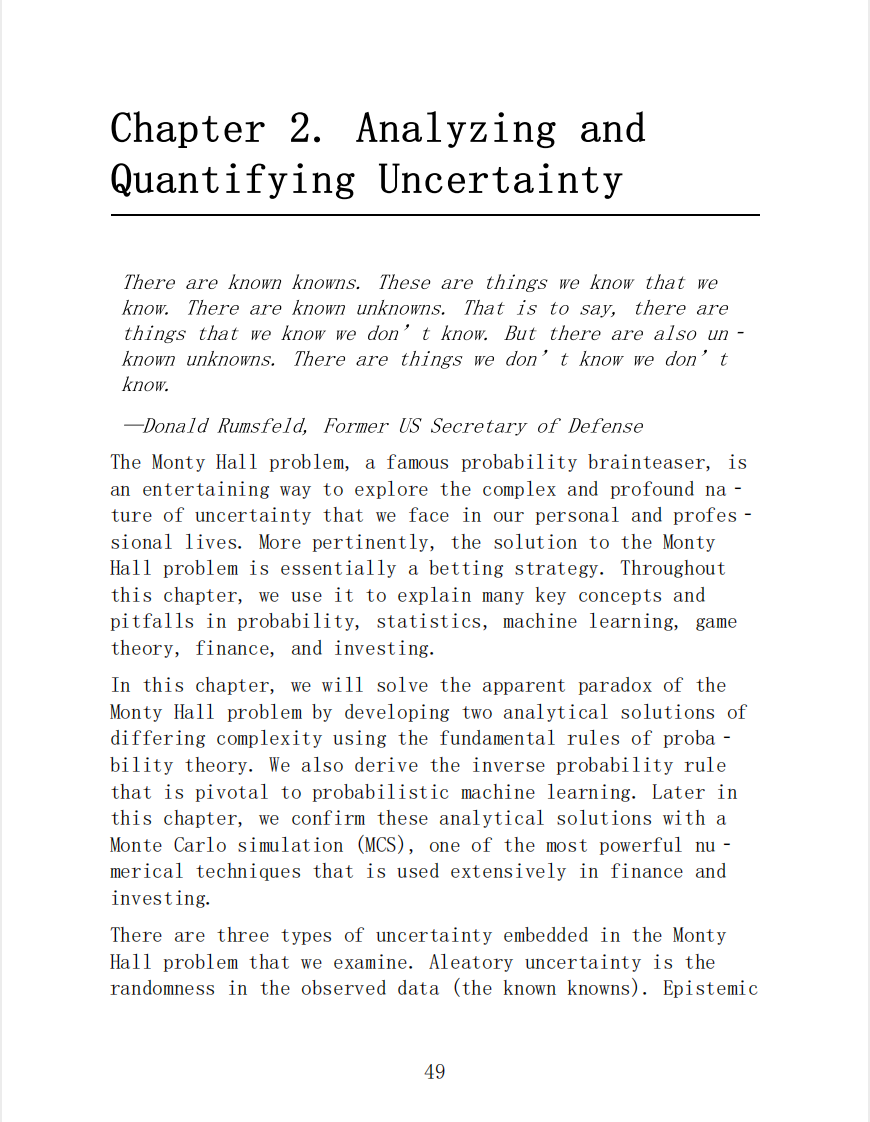 Chapter 2. Analyzing and
Quantifying Uncertainty
There are known knowns. These are things we know that we
know. There are known unknowns. That is to say, there are
things that we know we don’t know. But there are also un‐
known unknowns. There are things we don’t know we don’t
know.
—Donald Rumsfeld, Former US Secretary of Defense
The Monty Hall problem, a famous probability brainteaser, is
an entertaining way to explore the complex and profound na‐
ture of uncertainty that we face in our personal and profes‐
sional lives. More pertinently, the solution to the Monty
Hall problem is essentially a betting strategy. Throughout
this chapter, we use it to explain many key concepts and
pitfalls in probability, statistics, machine learning, game
theory, finance, and investing.
In this chapter, we will solve the apparent paradox of the
Monty Hall problem by developing two analytical solutions of
differing complexity using the fundamental rules of proba‐
bility theory. We also derive the inverse probability rule
that is pivotal to probabilistic machine learning. Later in
this chapter, we confirm these analytical solutions with a
Monte Carlo simulation (MCS), one of the most powerful nu‐
merical techniques that is used extensively in finance and
investing.
There are three types of uncertainty embedded in the Monty
Hall problem that we examine. Aleatory uncertainty is the
randomness in the observed data (the known knowns). Epistemic
49